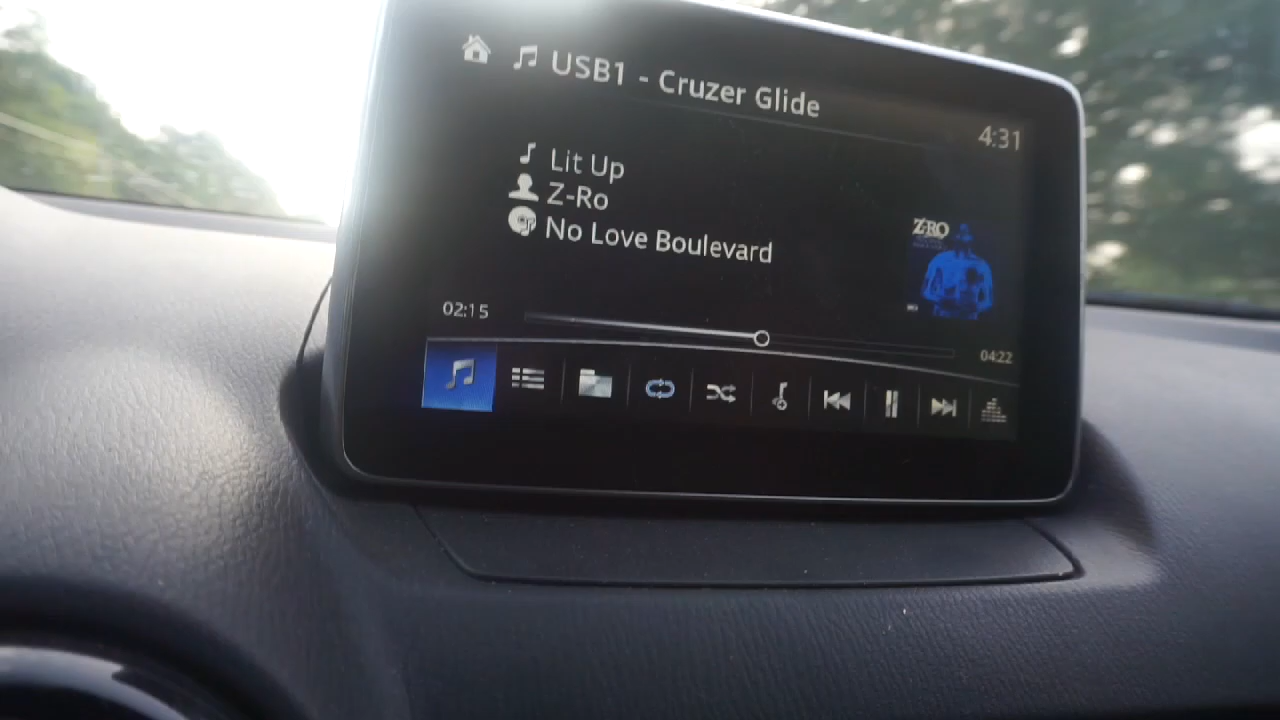 USB1 - Cruzer Glide
4:31
Lit Up
Z-Ro
No Love Boulevard
Z-RO
02:15
04:22